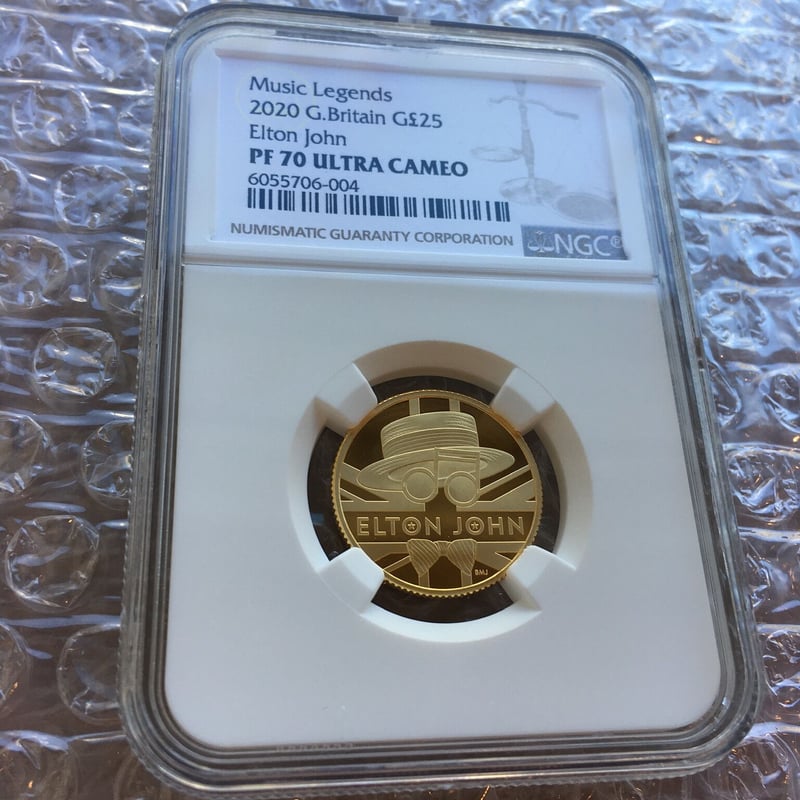 Music Legends
2020 G.Britain G£25
Elton John
PF 70 ULTRA CAMEO
6055706-004
NUMISMATIC GUARANTY CORPORATION NGC®
ELTON JOHN
BMJ